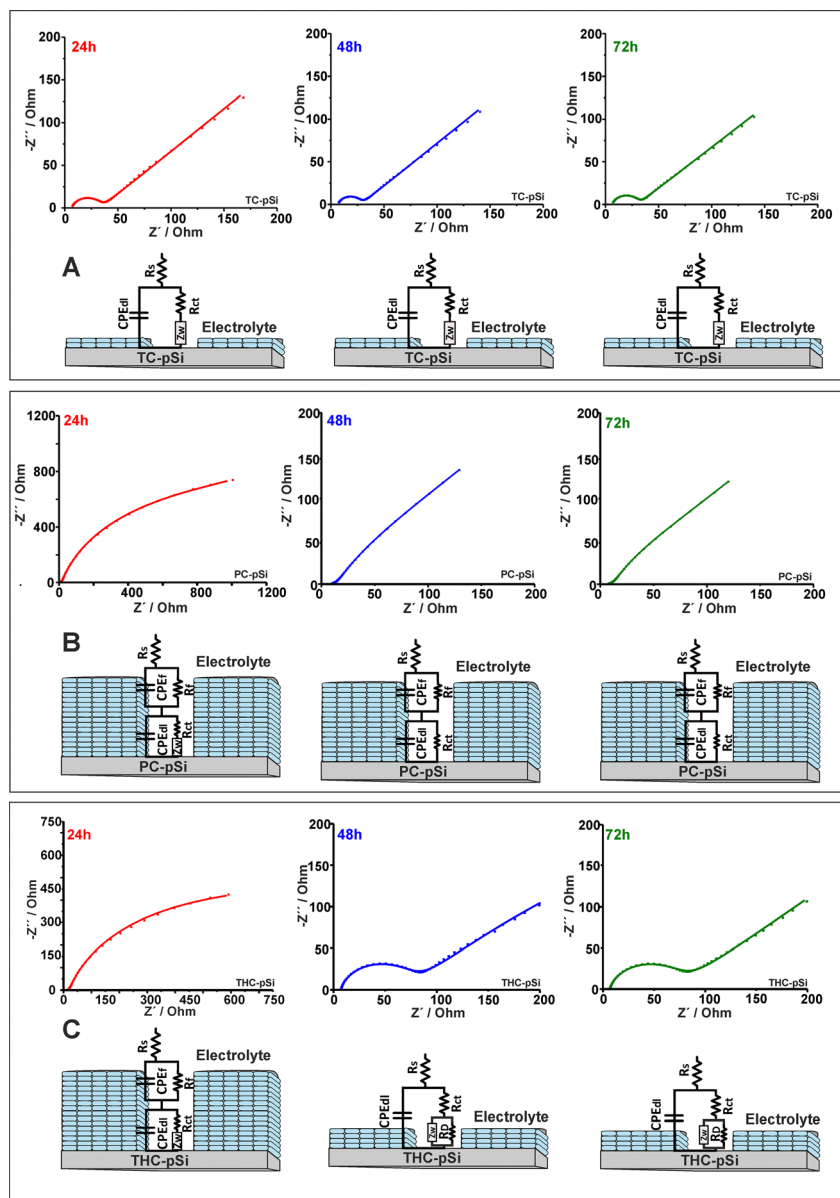 24h
48h
72h
200
150
100
50
0
-Z´´ / Ohm
0 50 100 150 200
Z´ / Ohm
TC-pSi
200
150
100
50
0
-Z´´ / Ohm
0 50 100 150 200
Z´ / Ohm
TC-pSi
200
150
100
50
0
-Z´´ / Ohm
0 50 100 150 200
Z´ / Ohm
TC-pSi
A
Rs
CPEdl
Rct
Zw
Electrolyte
TC-pSi
Rs
CPEdl
Rct
Zw
Electrolyte
TC-pSi
Rs
CPEdl
Rct
Zw
Electrolyte
TC-pSi
24h
48h
72h
1200
800
400
0
-Z´´ / Ohm
0 400 800 1200
Z´ / Ohm
PC-pSi
200
150
100
50
0
-Z´´ / Ohm
0 50 100 150 200
Z´ / Ohm
PC-pSi
200
150
100
50
0
-Z´´ / Ohm
0 50 100 150 200
Z´ / Ohm
PC-pSi
B
Rs
CPEf
Rf
CPEdl
Rct
Zw
Electrolyte
PC-pSi
Rs
CPEf
Rf
CPEdl
Rct
Electrolyte
PC-pSi
Rs
CPEf
Rf
CPEdl
Rct
Electrolyte
PC-pSi
24h
48h
72h
750
600
450
300
150
0
-Z´´ / Ohm
0 150 300 450 600 750
Z´ / Ohm
THC-pSi
200
150
100
50
0
-Z´´ / Ohm
0 50 100 150 200
Z´ / Ohm
THC-pSi
200
150
100
50
0
-Z´´ / Ohm
0 50 100 150 200
Z´ / Ohm
THC-pSi
C
Rs
CPEf
Rf
CPEdl
Rct
Zw
Electrolyte
THC-pSi
Rs
CPEdl
Rct
Zw
RD
Electrolyte
THC-pSi
Rs
CPEdl
Rct
Zw
RD
Electrolyte
THC-pSi